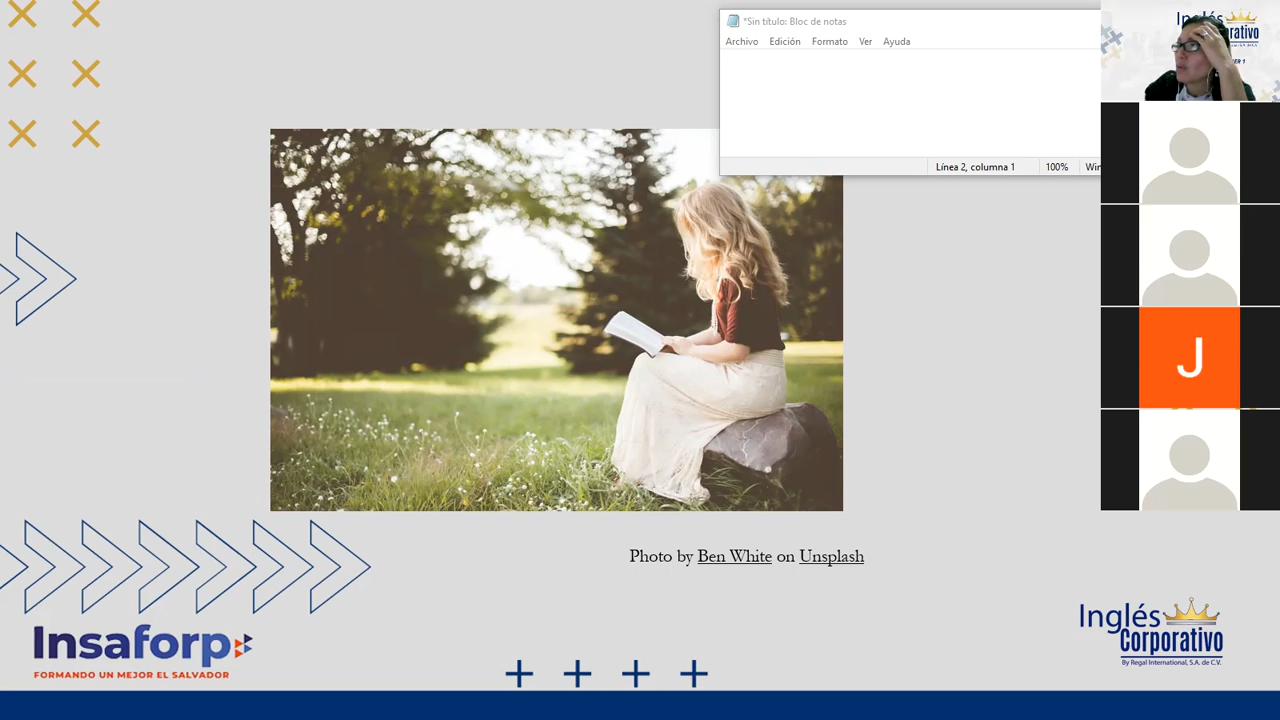 *Sin título: Bloc de notas
Archivo Edición Formato Ver Ayuda
Línea 2, columna 1 100% Win
Inglés
J
Photo by Ben White on Unsplash
Insaforp
FORMANDO UN MEJOR EL SALVADOR
Inglés
Corporativo
By Regal International, S.A. de C.V.